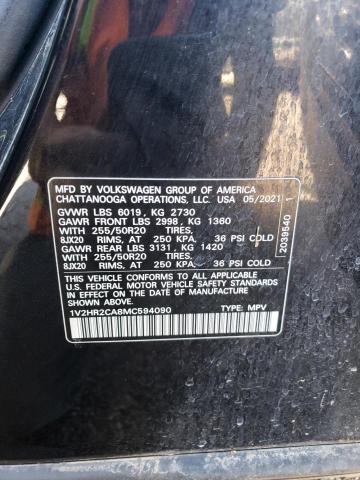 MFD. BY VOLKSWAGEN GROUP OF AMERICA
CHATTANOOGA OPERATIONS, LLC. USA 05/2021
GVWR LBS 6019, KG 2730
GAWR FRONT LBS 2998, KG 1360
WITH 255/50R20 TIRES,
8JX20 RIMS, AT 250 KPA, 36 PSI COLD
GAWR REAR LBS 3131, KG 1420
WITH 255/50R20 TIRES,
8JX20 RIMS, AT 250 KPA, 36 PSI COLD
THIS VEHICLE CONFORMS TO ALL APPLICABLE
U.S. FEDERAL MOTOR VEHICLE SAFETY STANDARDS
IN EFFECT ON THE DATE OF MANUFACTURE
SHOWN ABOVE.
1V2HR2CA8MC594090 TYPE: MPV
2039540
1